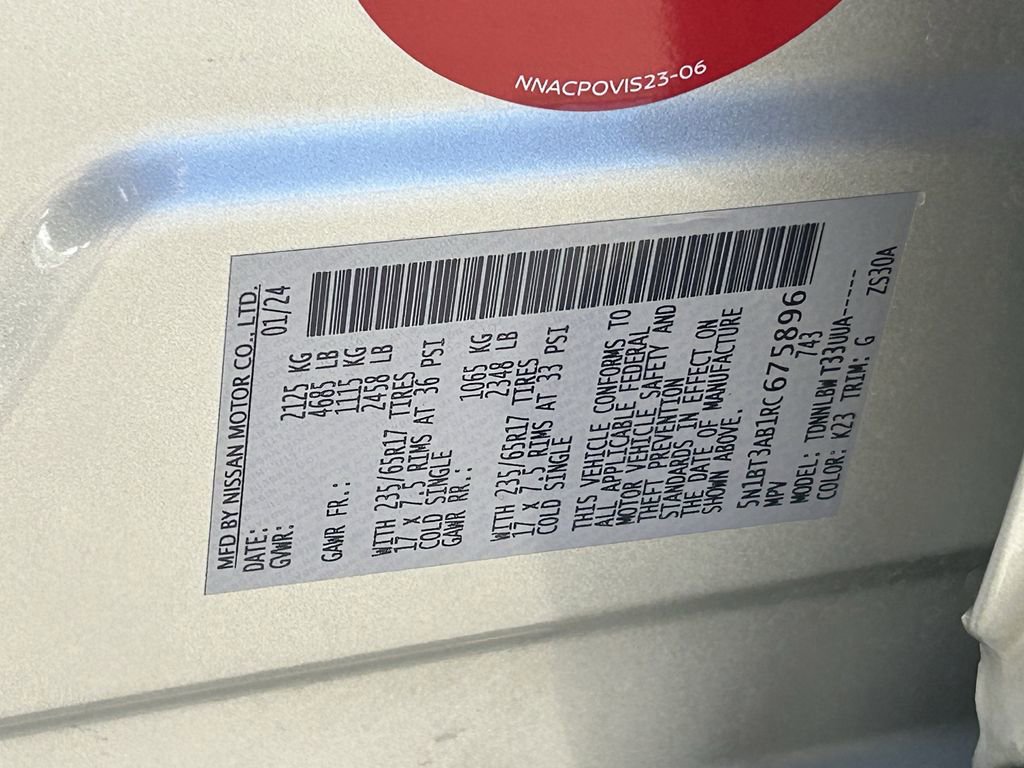 NNACPOVIS23-06
MFD BY NISSAN MOTOR CO., LTD.
DATE: 01/24
GVWR: 2125 KG
4685 LB
GAWR FR.: 1115 KG
2458 LB
WITH 235/65R17 TIRES
17 X 7.5 RIMS AT 36 PSI
COLD SINGLE
GAWR RR.: 1065 KG
2348 LB
WITH 235/65R17 TIRES
17 X 7.5 RIMS AT 33 PSI
COLD SINGLE
THIS VEHICLE CONFORMS TO
ALL APPLICABLE FEDERAL
MOTOR VEHICLE SAFETY AND
THEFT PREVENTION
STANDARDS IN EFFECT ON
THE DATE OF MANUFACTURE
SHOWN ABOVE.
5N1BT3AB1RC675896
MPV 743
MODEL: TDNNLBW T33UUA------
COLOR: K23 TRIM: G ZS30A